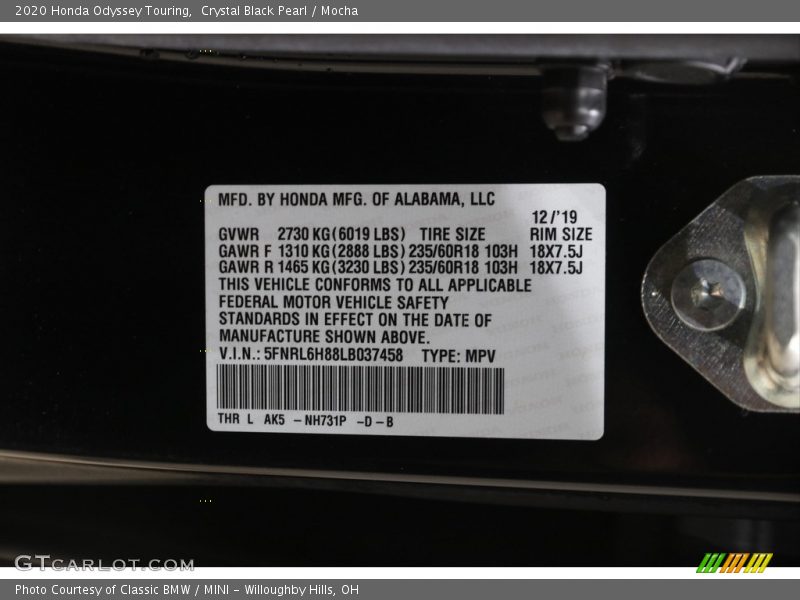 2020 Honda Odyssey Touring,  Crystal Black Pearl / Mocha
MFD. BY HONDA MFG. OF ALABAMA, LLC
12/'19
GVWR 2730 KG (6019 LBS) TIRE SIZE RIM SIZE
GAWR F 1310 KG (2888 LBS) 235/60R18 103H 18X7.5J
GAWR R 1465 KG (3230 LBS) 235/60R18 103H 18X7.5J
THIS VEHICLE CONFORMS TO ALL APPLICABLE
FEDERAL MOTOR VEHICLE SAFETY
STANDARDS IN EFFECT ON THE DATE OF
MANUFACTURE SHOWN ABOVE.
V.I.N.: 5FNRL6H88LB037458 TYPE: MPV
THR L AK5 – NH731P – D – B
GTCARLOT.COM
Photo Courtesy of Classic BMW / MINI - Willoughby Hills, OH